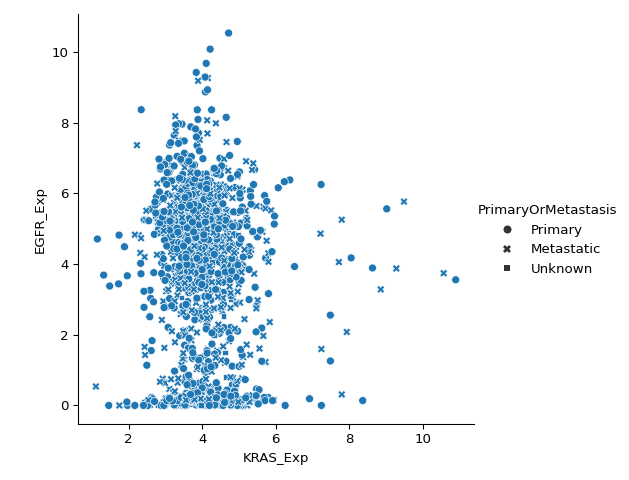 10
8
6
4
2
0
EGFR_Exp
2 4 6 8 10
KRAS_Exp
PrimaryOrMetastasis
Primary
Metastatic
Unknown